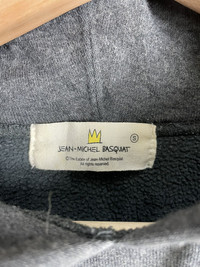 JEAN-MICHEL BASQUIAT
S
© The Estate of Jean-Michel Basquiat
All rights reserved